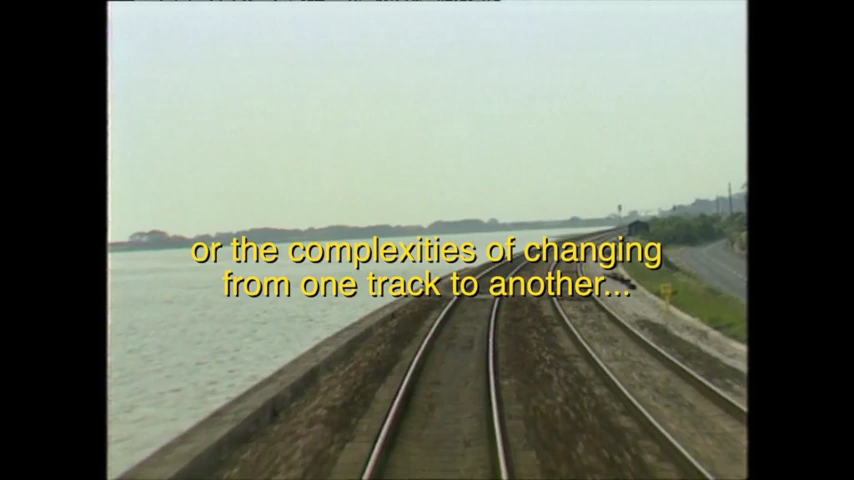 or the complexities of changing
from one track to another...